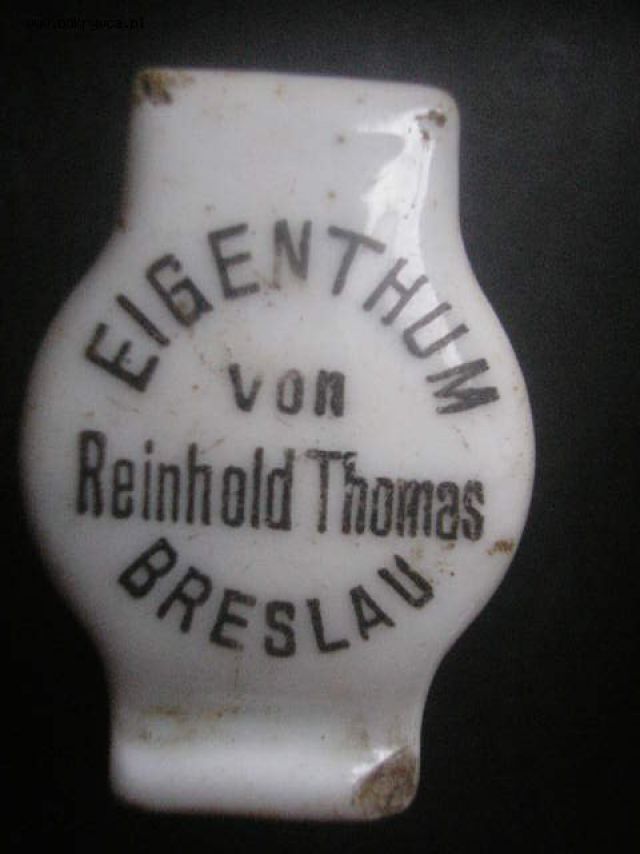 EIGENTHUM
von
Reinhold Thomas
BRESLAU